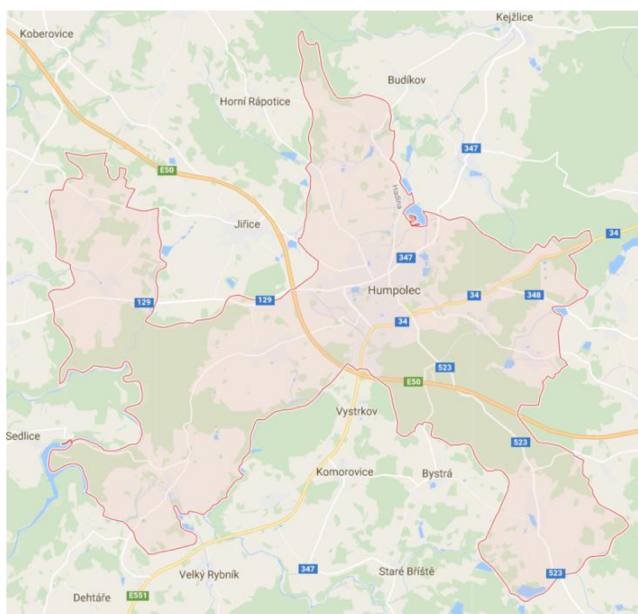 Kejžlice
Koberovice
Budíkov
Horní Rápotice
347
E50
Hadina
Jiřice
34
347
Humpolec
129
129
34
348
34
523
E50
Vystrkov
Sedlice
523
Komorovice
Bystrá
347
Velký Rybník
Staré Bříště
523
Dehtáře
E551